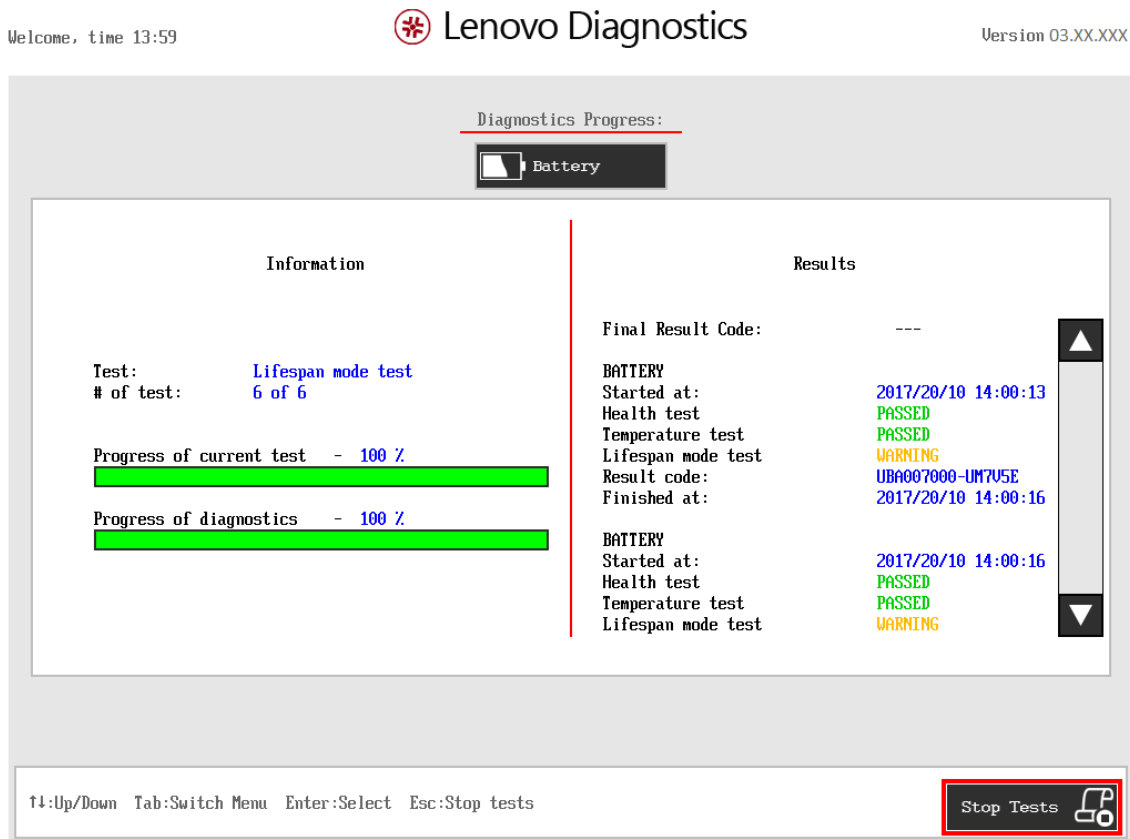 Welcome, time 13:59
Lenovo Diagnostics
Version 03.XX.XXX
Diagnostics Progress:
Battery
Information
Test: Lifespan mode test
# of test: 6 of 6
Progress of current test - 100 %
Progress of diagnostics - 100 %
Results
Final Result Code: ---
BATTERY
Started at: 2017/20/10 14:00:13
Health test PASSED
Temperature test PASSED
Lifespan mode test WARNING
Result code: UBA007000-UM7V5E
Finished at: 2017/20/10 14:00:16
BATTERY
Started at: 2017/20/10 14:00:16
Health test PASSED
Temperature test PASSED
Lifespan mode test WARNING
↑↓:Up/Down Tab:Switch Menu Enter:Select Esc:Stop tests
Stop Tests